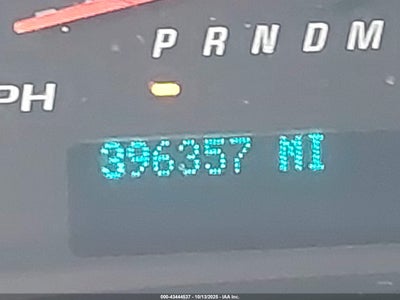 P R N D M
PH
396357 MI
000-43444537 - 10/13/2025 - IAA Inc.